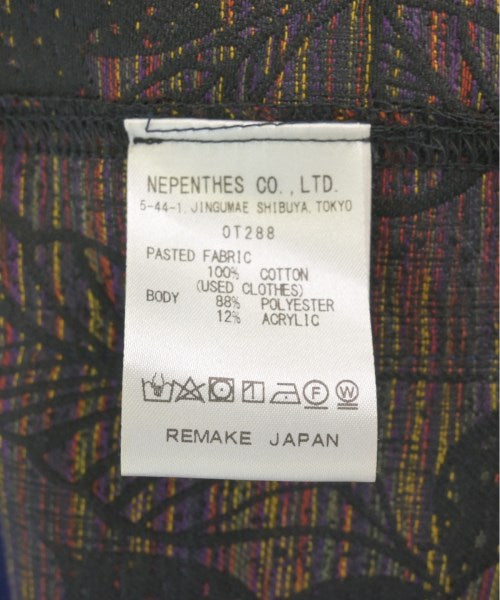 NEPENTHES CO.,LTD.
5-44-1, JINGUMAE SHIBUYA, TOKYO
OT288
PASTED FABRIC
100% COTTON
(USED CLOTHES)
BODY 88% POLYESTER
12% ACRYLIC
F W
REMAKE JAPAN